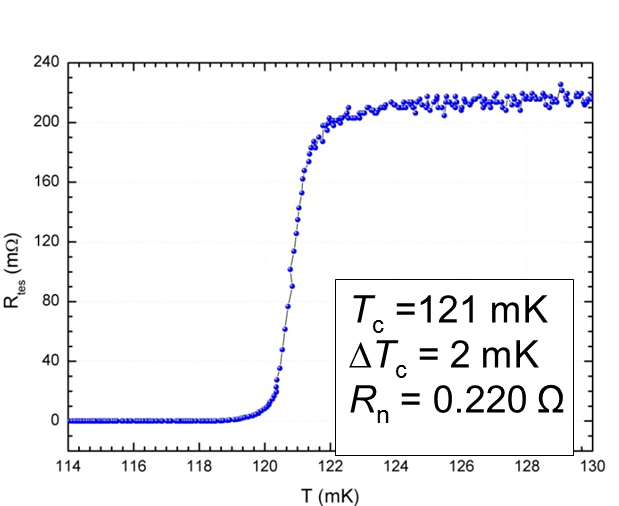 240
200
160
120
80
40
0
R_tes (mΩ)
T_c =121 mK
ΔT_c = 2 mK
R_n = 0.220 Ω
114 116 118 120 122 124 126 128 130
T (mK)